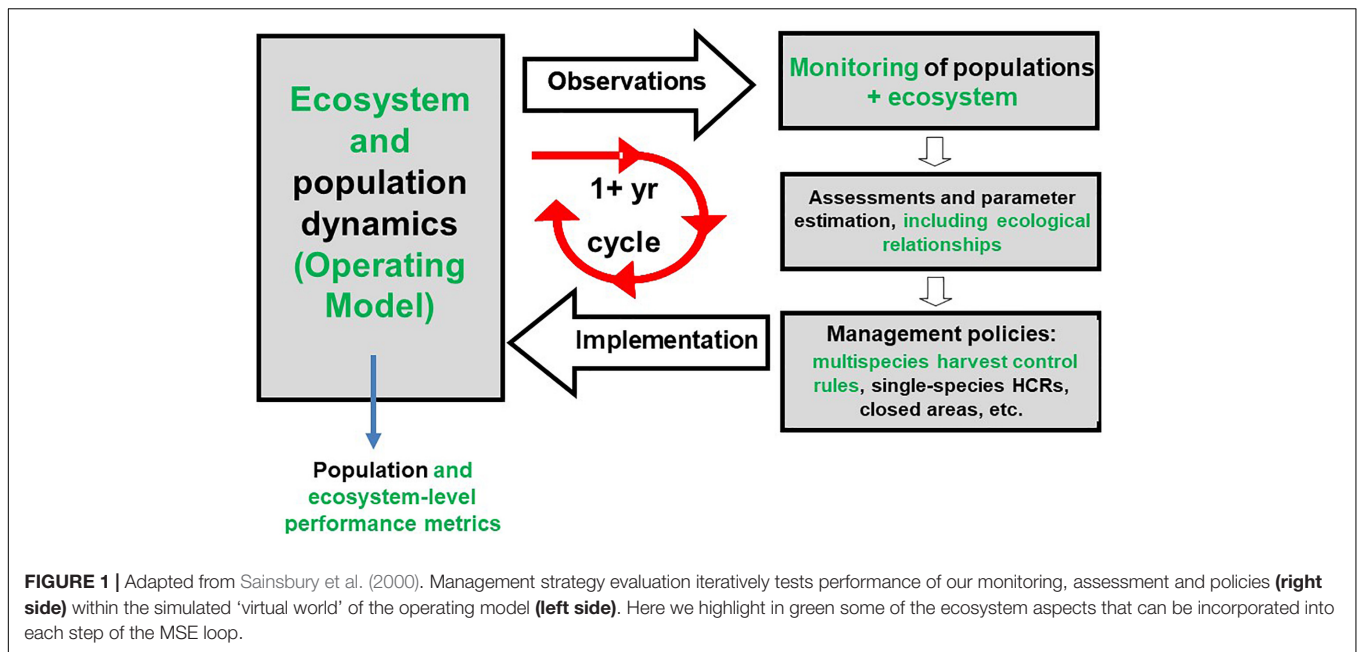 Ecosystem
and
population
dynamics
(Operating
Model)
Observations
Monitoring of populations
+ ecosystem
1+ yr
cycle
Assessments and parameter
estimation, including ecological
relationships
Implementation
Management policies:
multispecies harvest control
rules, single-species HCRs,
closed areas, etc.
Population and
ecosystem-level
performance metrics
FIGURE 1 | Adapted from Sainsbury et al. (2000). Management strategy evaluation iteratively tests performance of our monitoring, assessment and policies (right
side) within the simulated ‘virtual world’ of the operating model (left side). Here we highlight in green some of the ecosystem aspects that can be incorporated into
each step of the MSE loop.